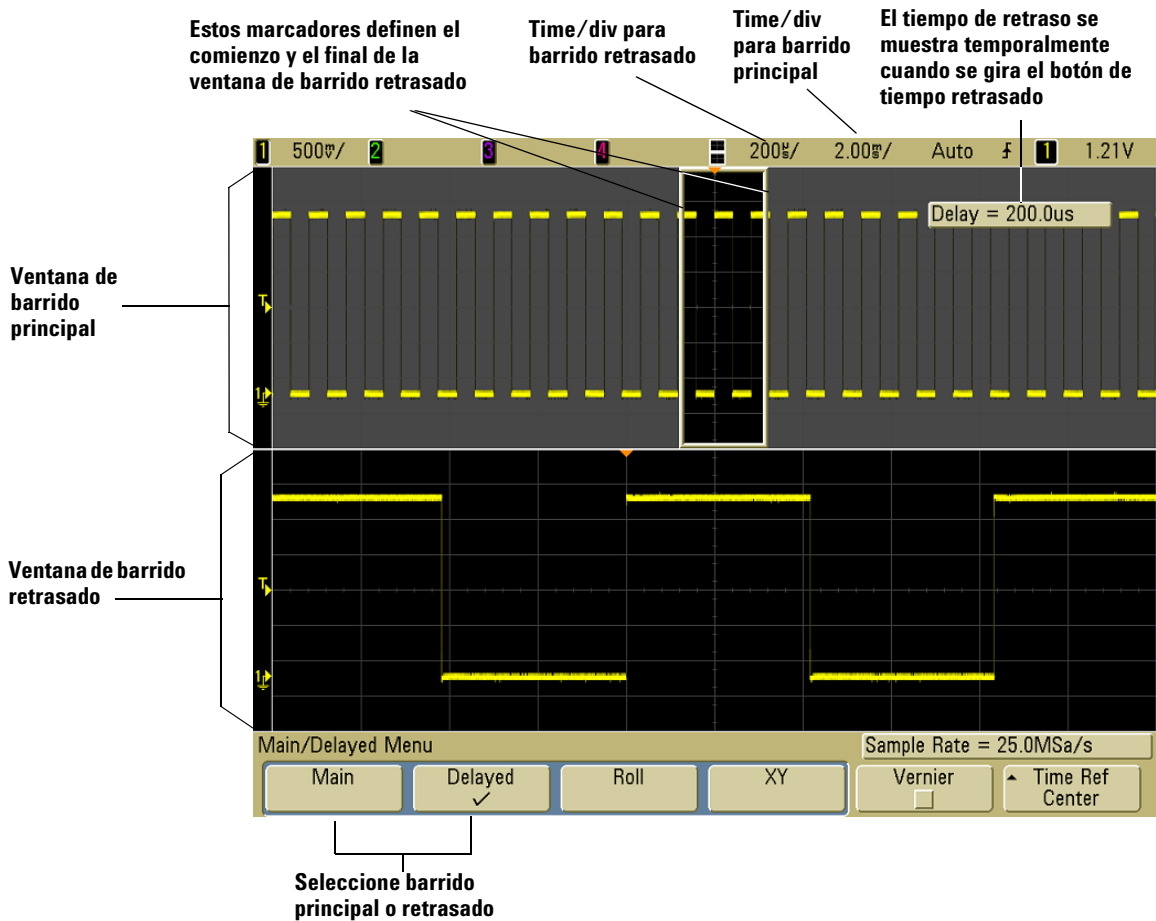 Estos marcadores definen el
comienzo y el final de la
ventana de barrido retrasado
Time/div para
barrido retrasado
Time/div
para barrido
principal
El tiempo de retraso se
muestra temporalmente
cuando se gira el botón de
tiempo retrasado
1 500mV/ 2 3 4 200µs/ 2.00ms/ Auto 1 1.21V
Delay = 200.0us
Ventana de
barrido
principal
T
1
Ventana de barrido
retrasado
T
1
Main/Delayed Menu
Sample Rate = 25.0MSa/s
Main
Delayed
✓
Roll
XY
Vernier
Time Ref
Center
Seleccione barrido
principal o retrasado